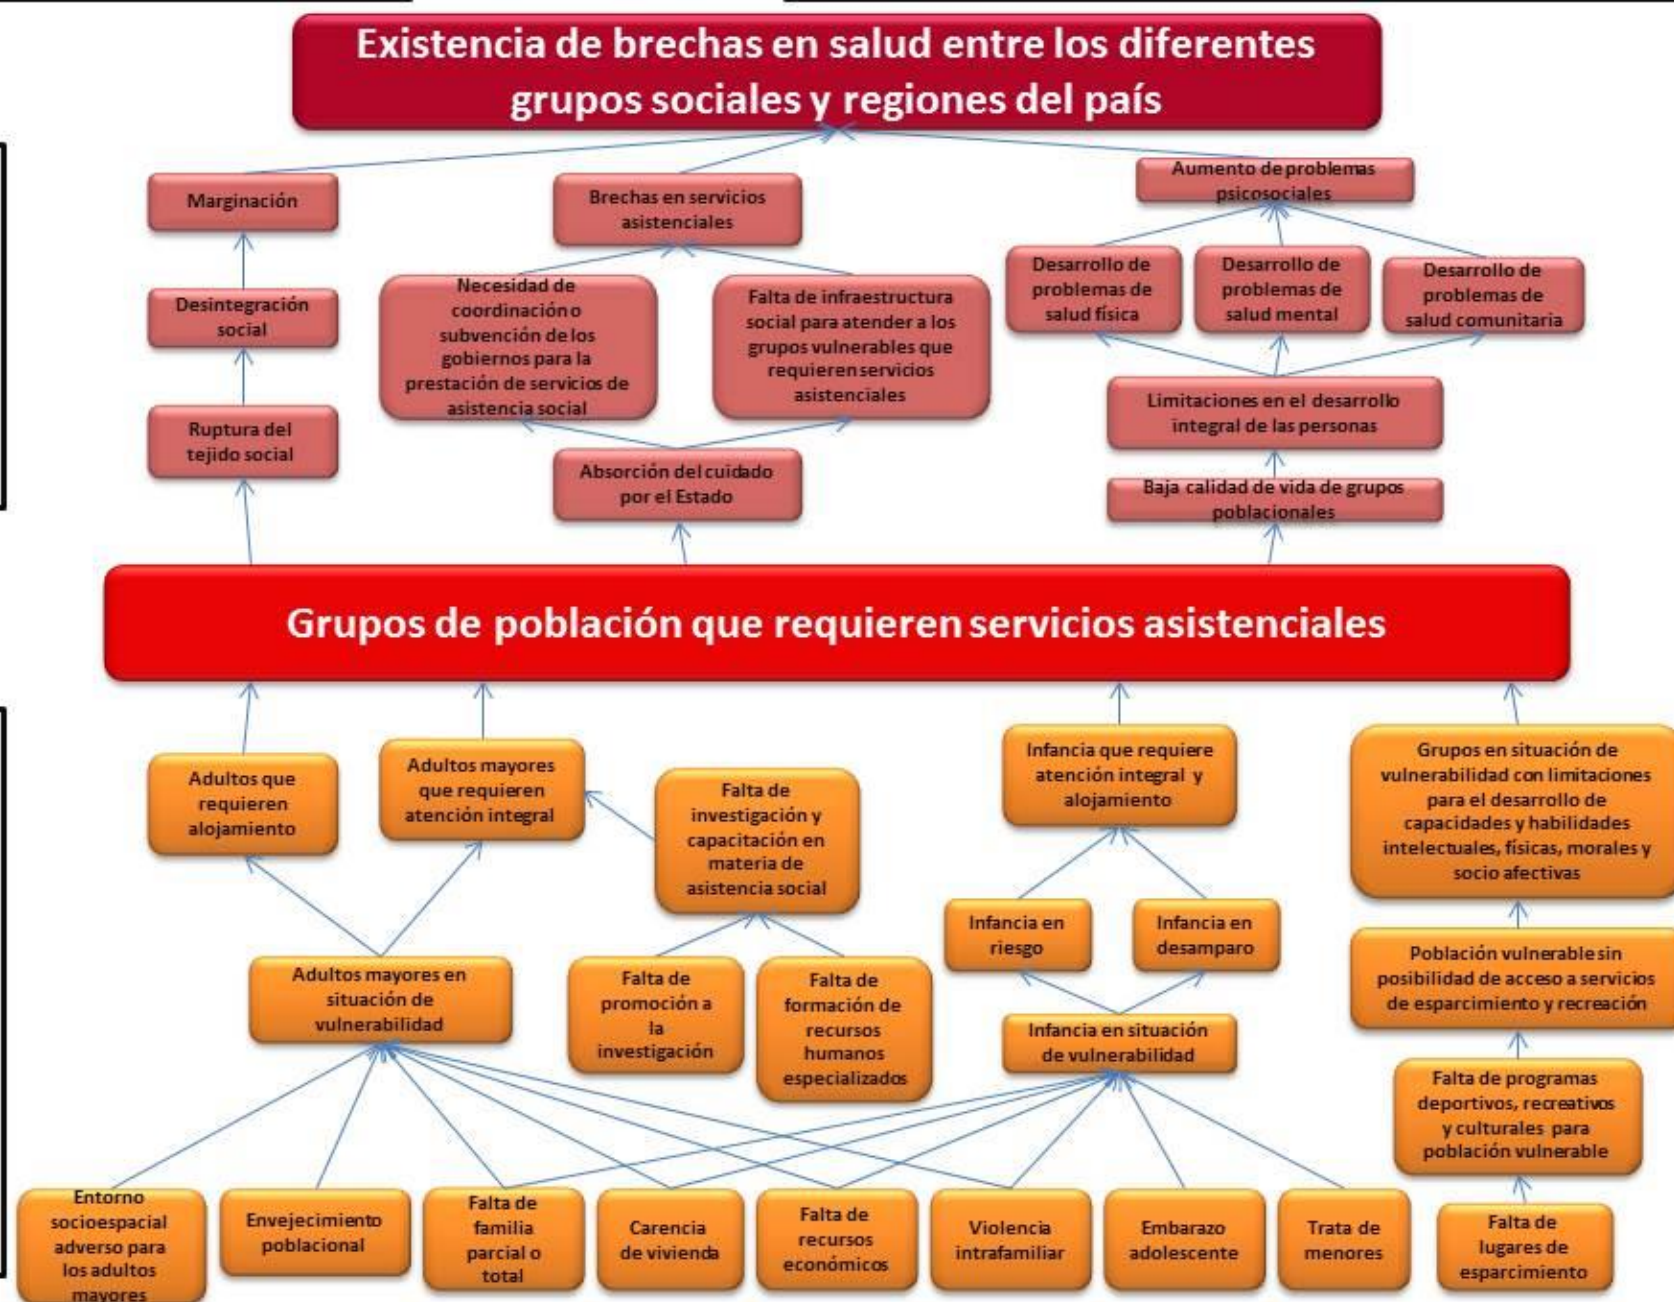 Existencia de brechas en salud entre los diferentes
grupos sociales y regiones del país
Marginación
Brechas en servicios
asistenciales
Aumento de problemas
psicosociales
Desintegración
social
Necesidad de
coordinación o
subvención de los
gobiernos para la
prestación de servicios de
asistencia social
Falta de infraestructura
social para atender a los
grupos vulnerables que
requieren servicios
asistenciales
Desarrollo de
problemas de
salud física
Desarrollo de
problemas de
salud mental
Desarrollo de
problemas de
salud comunitaria
Ruptura del
tejido social
Absorción del cuidado
por el Estado
Limitaciones en el desarrollo
integral de las personas
Baja calidad de vida de grupos
poblacionales
Grupos de población que requieren servicios asistenciales
Adultos que
requieren
alojamiento
Adultos mayores
que requieren
atención integral
Falta de
investigación y
capacitación en
materia de
asistencia social
Infancia que requiere
atención integral y
alojamiento
Grupos en situación de
vulnerabilidad con limitaciones
para el desarrollo de
capacidades y habilidades
intelectuales, físicas, morales y
socio afectivas
Infancia en
riesgo
Infancia en
desamparo
Adultos mayores en
situación de
vulnerabilidad
Falta de
promoción a
la
investigación
Falta de
formación de
recursos
humanos
especializados
Infancia en situación
de vulnerabilidad
Población vulnerable sin
posibilidad de acceso a servicios
de esparcimiento y recreación
Falta de programas
deportivos, recreativos
y culturales para
población vulnerable
Entorno
socioespacial
adverso para
los adultos
mayores
Envejecimiento
poblacional
Falta de
familia
parcial o
total
Carencia
de vivienda
Falta de
recursos
económicos
Violencia
intrafamiliar
Embarazo
adolescente
Trata de
menores
Falta de
lugares de
esparcimiento